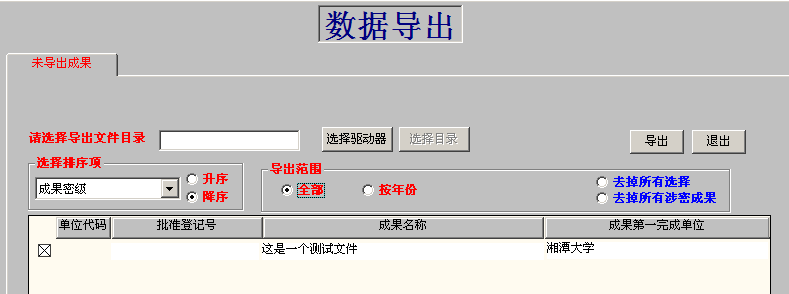 数据导出
未导出成果
请选择导出文件目录 选择驱动器 选择目录 导出 退出
选择排序项 导出范围
成果密级 升序 降序 全部 按年份 去掉所有选择
去掉所有涉密成果
单位代码 批准登记号 成果名称 成果第一完成单位
这是一个测试文件 湘潭大学